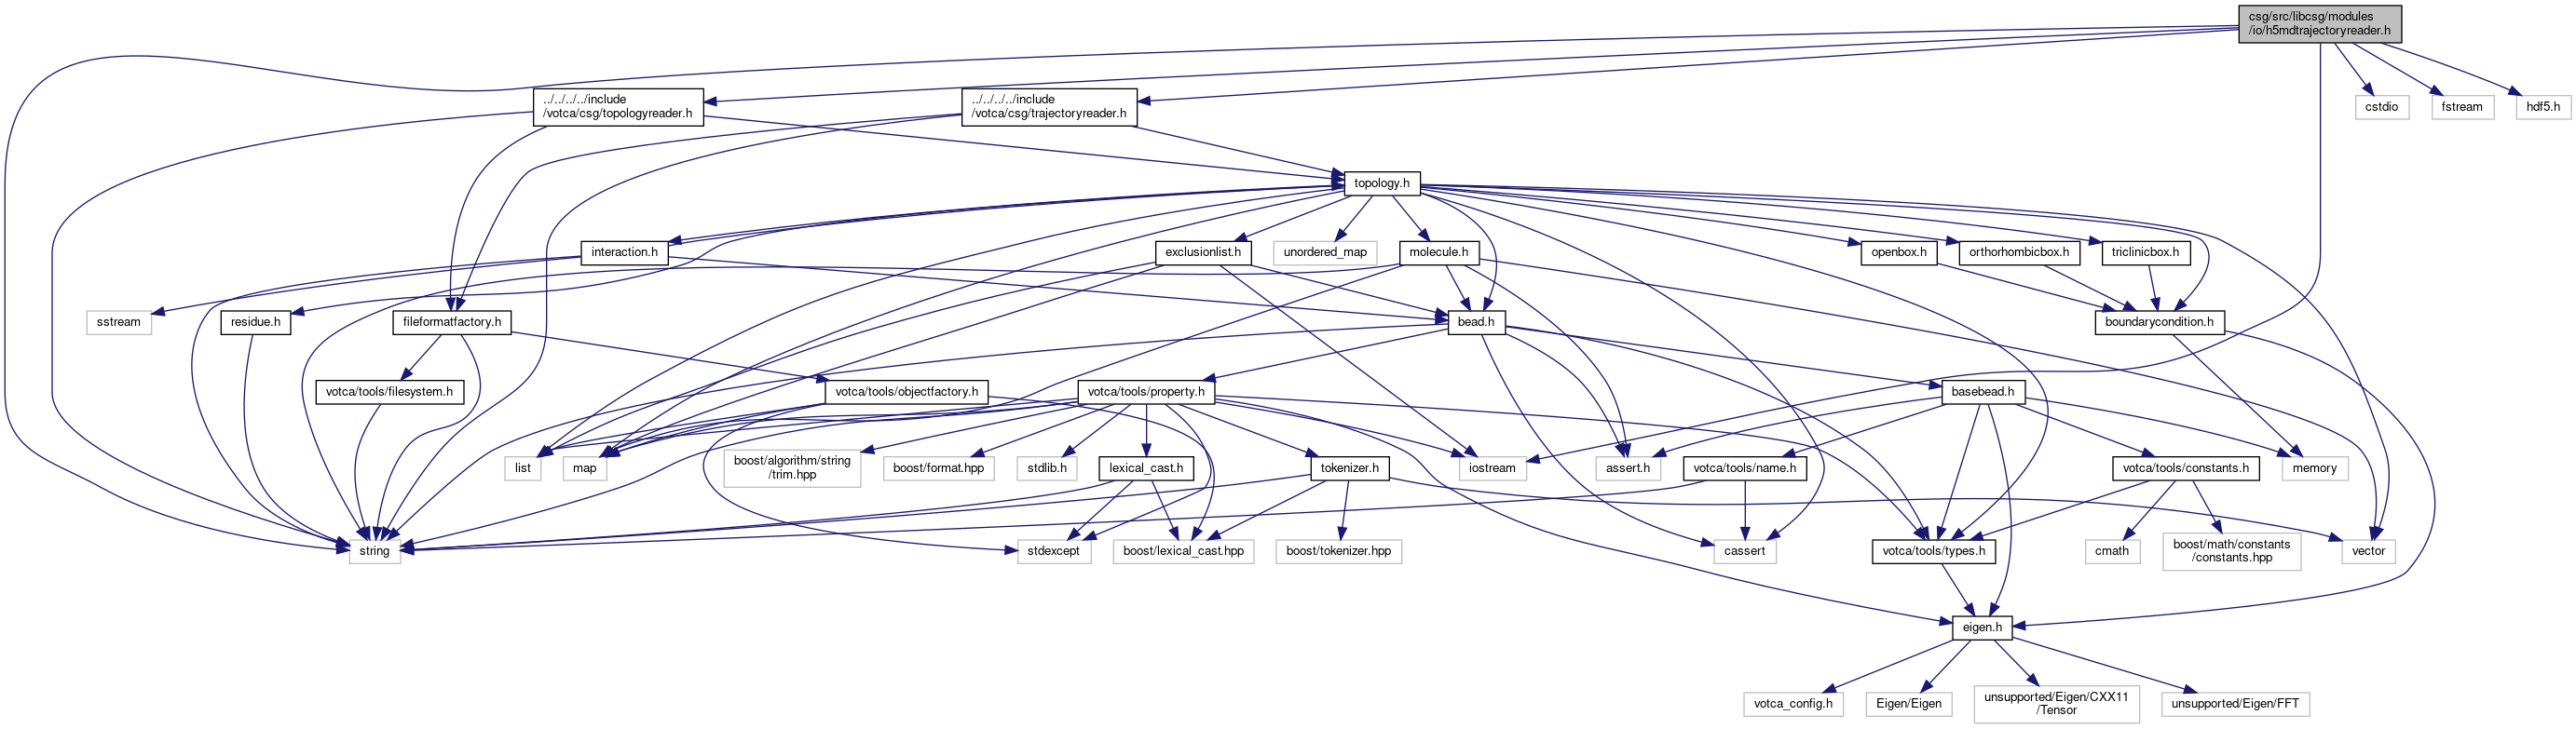 csg/src/libcsg/modules
/io/h5mdtrajectoryreader.h
../../../../include
/votca/csg/topologyreader.h
../../../../include
/votca/csg/trajectoryreader.h
cstdio
fstream
hdf5.h
topology.h
interaction.h
exclusionlist.h
unordered_map
molecule.h
openbox.h
orthorhombicbox.h
triclinicbox.h
sstream
residue.h
fileformatfactory.h
bead.h
boundarycondition.h
votca/tools/filesystem.h
votca/tools/objectfactory.h
votca/tools/property.h
basebead.h
list
map
boost/algorithm/string
/trim.hpp
boost/format.hpp
stdlib.h
lexical_cast.h
tokenizer.h
iostream
assert.h
votca/tools/name.h
votca/tools/constants.h
memory
string
stdexcept
boost/lexical_cast.hpp
boost/tokenizer.hpp
cassert
votca/tools/types.h
cmath
boost/math/constants
/constants.hpp
vector
eigen.h
votca_config.h
Eigen/Eigen
unsupported/Eigen/CXX11
/Tensor
unsupported/Eigen/FFT